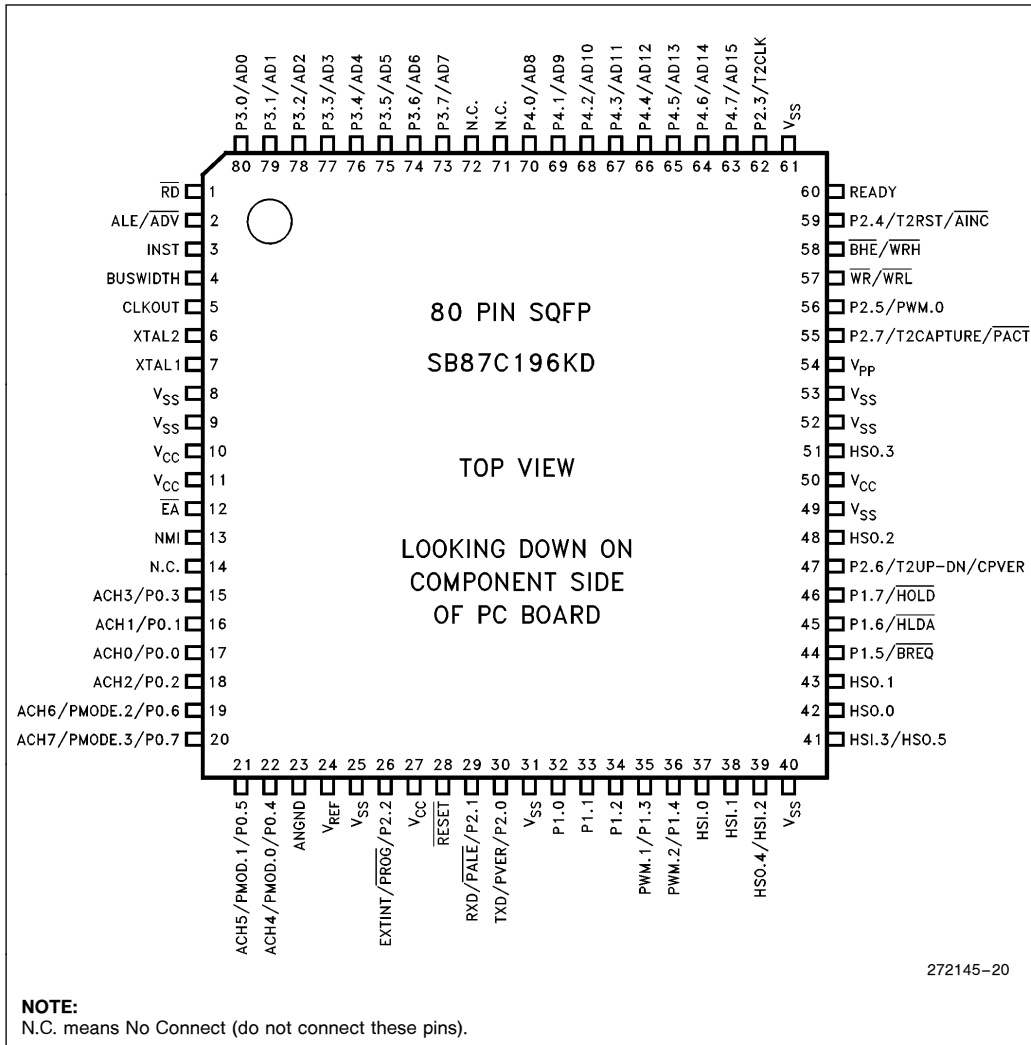 P3.0/AD0
P3.1/AD1
P3.2/AD2
P3.3/AD3
P3.4/AD4
P3.5/AD5
P3.6/AD6
P3.7/AD7
N.C.
N.C.
P4.0/AD8
P4.1/AD9
P4.2/AD10
P4.3/AD11
P4.4/AD12
P4.5/AD13
P4.6/AD14
P4.7/AD15
P2.3/T2CLK
VSS
80 79 78 77 76 75 74 73 72 71 70 69 68 67 66 65 64 63 62 61
RD 1
ALE/ADV 2
INST 3
BUSWIDTH 4
CLKOUT 5
XTAL2 6
XTAL1 7
VSS 8
VSS 9
VCC 10
VCC 11
EA 12
NMI 13
N.C. 14
ACH3/P0.3 15
ACH1/P0.1 16
ACH0/P0.0 17
ACH2/P0.2 18
ACH6/PMODE.2/P0.6 19
ACH7/PMODE.3/P0.7 20
80 PIN SQFP
SB87C196KD
TOP VIEW
LOOKING DOWN ON
COMPONENT SIDE
OF PC BOARD
60 READY
59 P2.4/T2RST/AINC
58 BHE/WRH
57 WR/WRL
56 P2.5/PWM.0
55 P2.7/T2CAPTURE/PACT
54 VPP
53 VSS
52 VSS
51 HSO.3
50 VCC
49 VSS
48 HSO.2
47 P2.6/T2UP-DN/CPVER
46 P1.7/HOLD
45 P1.6/HLDA
44 P1.5/BREQ
43 HSO.1
42 HSO.0
41 HSI.3/HSO.5
21 22 23 24 25 26 27 28 29 30 31 32 33 34 35 36 37 38 39 40
ACH5/PMOD.1/P0.5
ACH4/PMOD.0/P0.4
ANGND
VREF
VSS
EXTINT/PROG/P2.2
VCC
RESET
RXD/PALE/P2.1
TXD/PVER/P2.0
VSS
P1.0
P1.1
P1.2
PWM.1/P1.3
PWM.2/P1.4
HSI.0
HSI.1
HSO.4/HSI.2
VSS
272145–20
NOTE:
N.C. means No Connect (do not connect these pins).